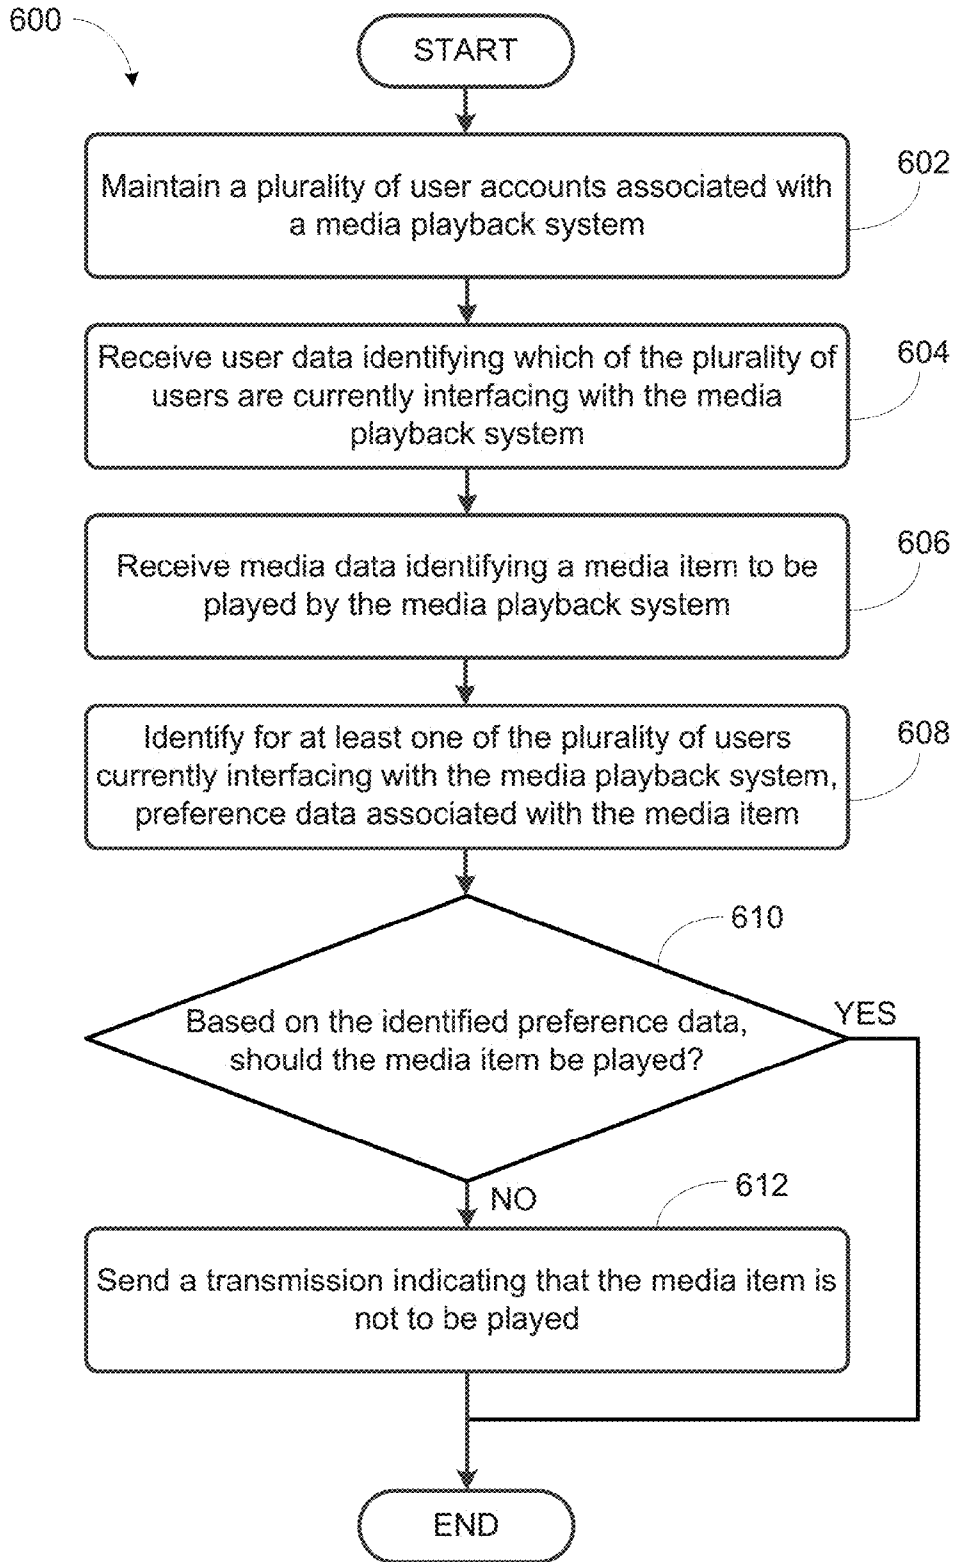 600
START
602
Maintain a plurality of user accounts associated with
a media playback system
604
Receive user data identifying which of the plurality of
users are currently interfacing with the media
playback system
606
Receive media data identifying a media item to be
played by the media playback system
608
Identify for at least one of the plurality of users
currently interfacing with the media playback system,
preference data associated with the media item
610
Based on the identified preference data,
should the media item be played?
YES
NO
612
Send a transmission indicating that the media item is
not to be played
END